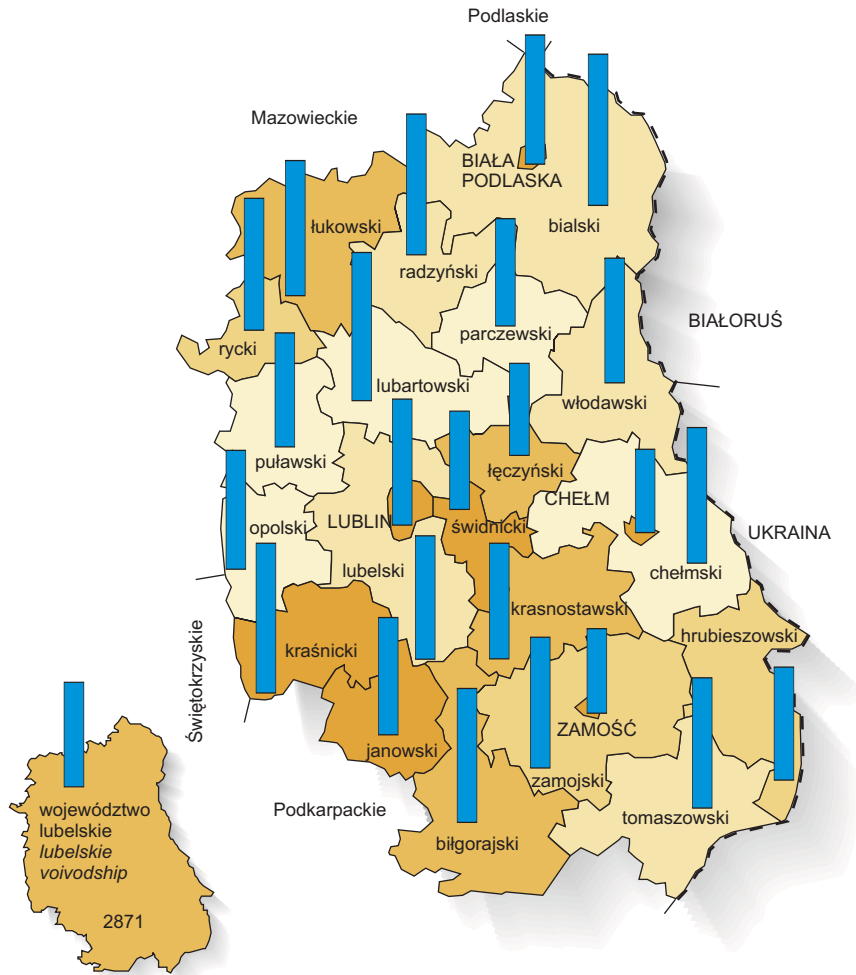 Podlaskie
Mazowieckie
BIAŁA
PODLASKA
łukowski
bialski
radzyński
BIAŁORUŚ
parczewski
rycki
lubartowski
włodawski
puławski
łęczyński
CHEŁM
opolski
LUBLIN
świdnicki
UKRAINA
lubelski
chełmski
krasnostawski
hrubieszowski
kraśnicki
Świętokrzyskie
ZAMOŚĆ
janowski
zamojski
Podkarpackie
tomaszowski
biłgorajski
województwo
lubelskie
lubelskie
voivodship
2871